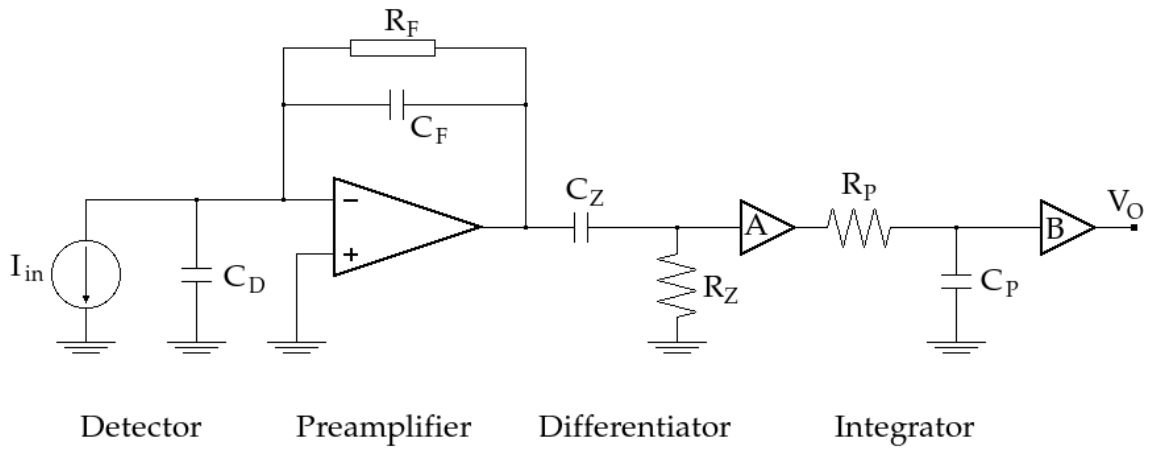 R_F
C_F
C_Z
R_P
V_O
−
A
B
I_in
C_D
+
R_Z
C_P
Detector Preamplifier Differentiator Integrator